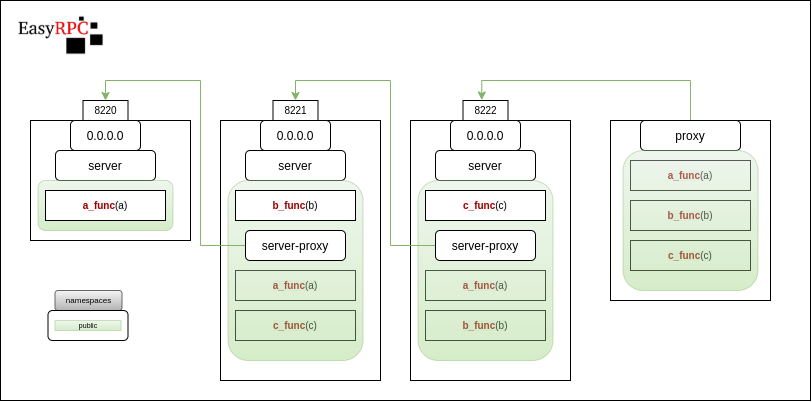 EasyRPC
8220
0.0.0.0
server
a_func(a)
8221
0.0.0.0
server
b_func(b)
server-proxy
a_func(a)
c_func(c)
8222
0.0.0.0
server
c_func(c)
server-proxy
a_func(a)
b_func(b)
proxy
a_func(a)
b_func(b)
c_func(c)
namespaces
public